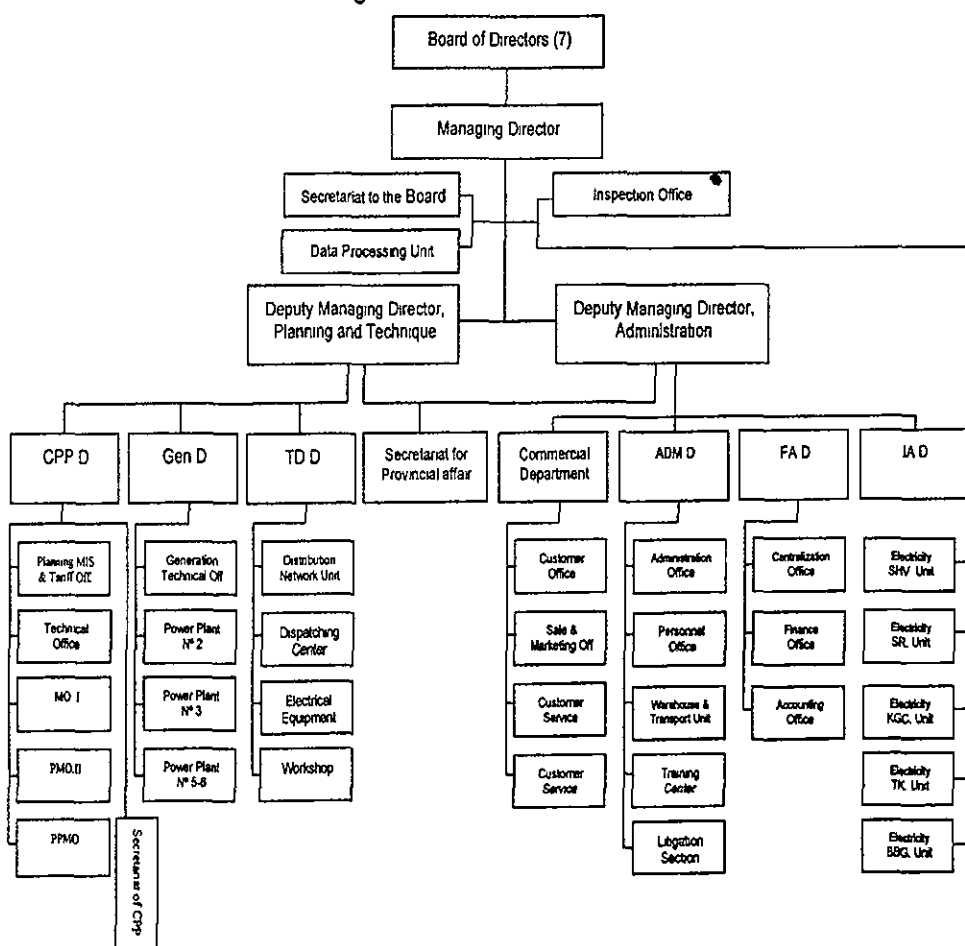 Board of Directors (7)
Managing Director
Secretariat to the Board
Inspection Office
Data Processing Unit
Deputy Managing Director,
Planning and Technique
Deputy Managing Director,
Administration
CPP D
Gen D
TD D
Secretariat for
Provincial affair
Commercial
Department
ADM D
FA D
IA D
Planning MIS
& Tariff Off.
Technical
Office
MO I
PMO.II
PPMO
Secretariat of CPP
Generation
Technical Off
Power Plant
N° 2
Power Plant
N° 3
Power Plant
N° 5-6
Distribution
Network Unit
Dispatching
Center
Electrical
Equipment
Workshop
Customer
Office
Sale &
Marketing Off
Customer
Service
Customer
Service
Administration
Office
Personnel
Office
Warehouse &
Transport Unit
Training
Center
Litigation
Section
Centralization
Office
Finance
Office
Accounting
Office
Electricity
SHV Unit
Electricity
SR. Unit
Electricity
KGC. Unit
Electricity
TK. Unit
Electricity
BBG. Unit